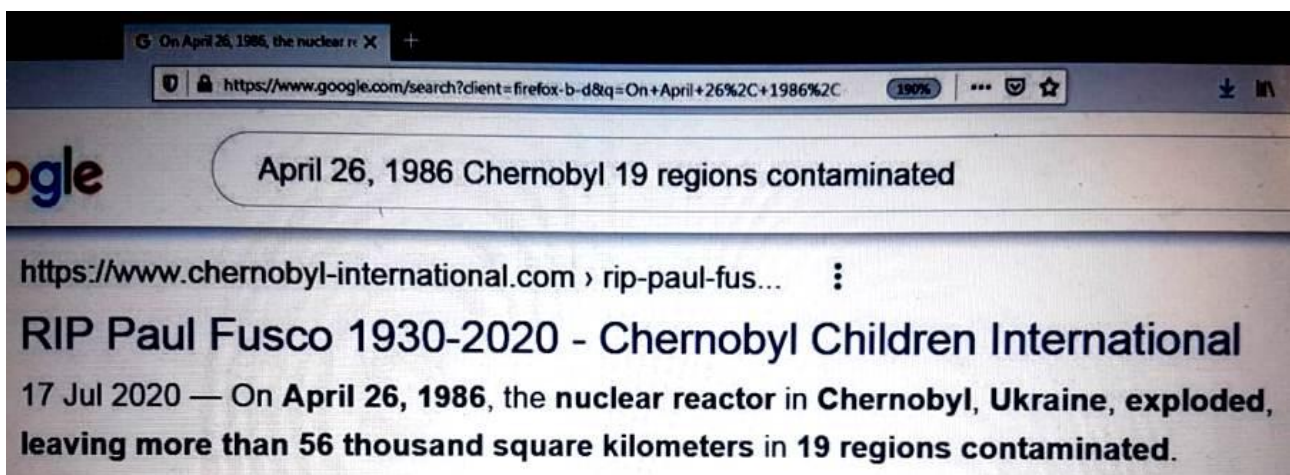 G On April 26, 1986, the nuclear re
https://www.google.com/search?client=firefox-b-d&q=On+April+26%2C+1986%2C 190%
ogle April 26, 1986 Chernobyl 19 regions contaminated
https://www.chernobyl-international.com › rip-paul-fus...
RIP Paul Fusco 1930-2020 - Chernobyl Children International
17 Jul 2020 — On April 26, 1986, the nuclear reactor in Chernobyl, Ukraine, exploded,
leaving more than 56 thousand square kilometers in 19 regions contaminated.